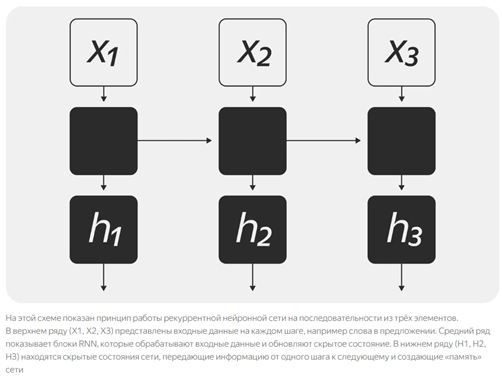 X1 X2 X3
h1 h2 h3
На этой схеме показан принцип работы рекуррентной нейронной сети на последовательности из трёх элементов.
В верхнем ряду (X1, X2, X3) представлены входные данные на каждом шаге, например слова в предложении. Средний ряд
показывает блоки RNN, которые обрабатывают входные данные и обновляют скрытое состояние. В нижнем ряду (H1, H2,
H3) находятся скрытые состояния сети, передающие информацию от одного шага к следующему и создающие «память»
сети